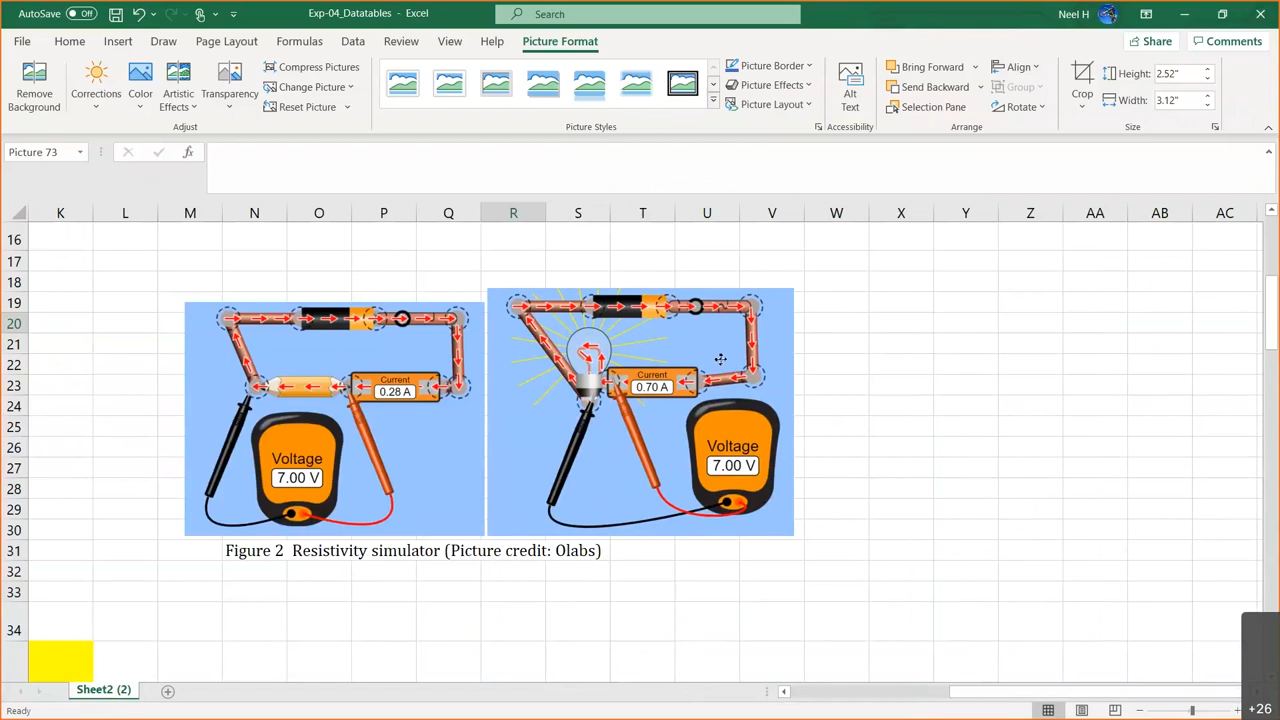 AutoSave Off Exp-04_Datatables - Excel Search Neel H
File Home Insert Draw Page Layout Formulas Data Review View Help Picture Format Share Comments
Remove Background
Corrections
Color
Artistic Effects
Transparency
Compress Pictures
Change Picture
Reset Picture
Picture Border
Picture Effects
Picture Layout
Alt Text
Bring Forward
Send Backward
Selection Pane
Align
Group
Rotate
Crop
Height: 2.52"
Width: 3.12"
Adjust Picture Styles Accessibility Arrange Size
Picture 73 fx
K L M N O P Q R S T U V W X Y Z AA AB AC
16
17
18
19
20
21
22
23
24
25
26
27
28
29
30
31
32
33
34
Current
0.28 A
Voltage
7.00 V
Current
0.70 A
Voltage
7.00 V
Figure 2 Resistivity simulator (Picture credit: Olabs)
Sheet2 (2)
Ready
+26